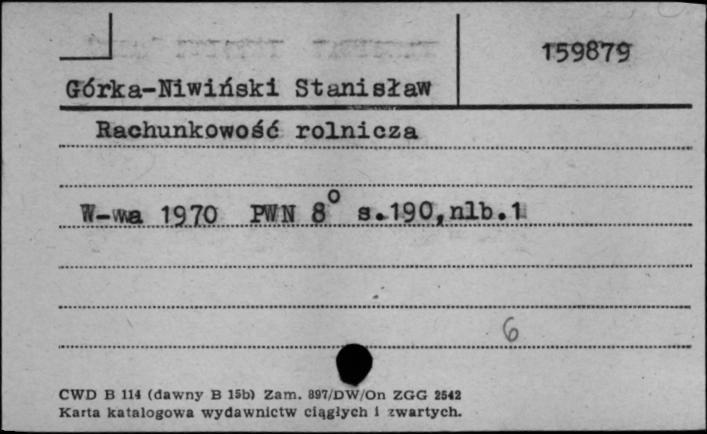 159879
Górka-Niwiński Stanisław
Rachunkowość rolnicza
W-wa 1970 PWN 8° s.190,nlb.1
6
CWD B 114 (dawny B 15b) Zam. 897/DW/On ZGG 2542
Karta katalogowa wydawnictw ciągłych i zwartych.